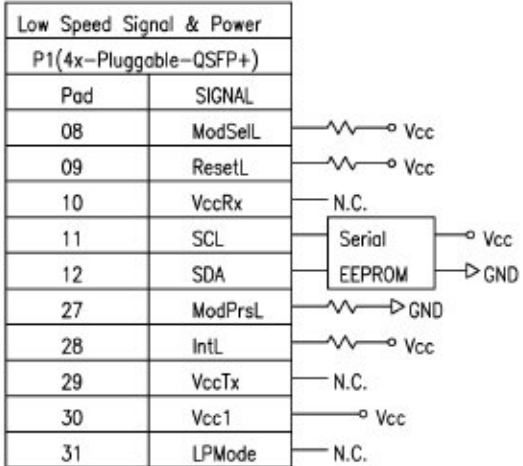 Low Speed Signal & Power
P1(4x-Pluggable-QSFP+)
Pad SIGNAL
08 ModSelL Vcc
09 ResetL Vcc
10 VccRx N.C.
11 SCL Serial Vcc
12 SDA EEPROM GND
27 ModPrsL GND
28 IntL Vcc
29 VccTx N.C.
30 Vcc1 Vcc
31 LPMode N.C.